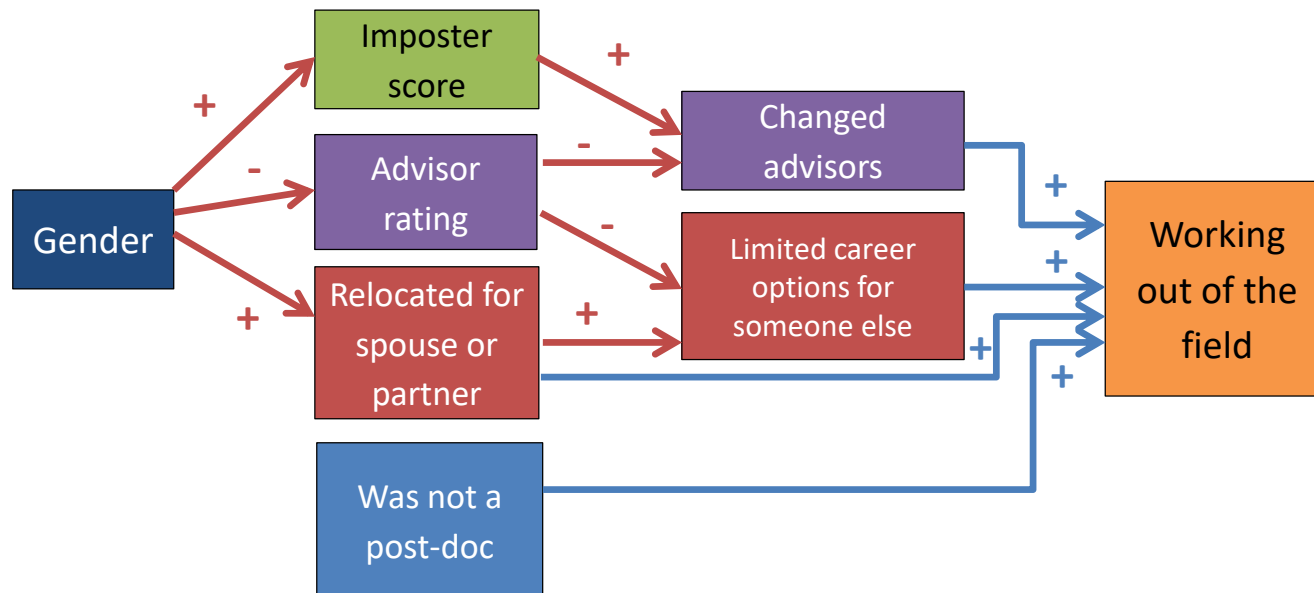 Imposter
score
+
+
Changed
advisors
+
-
Advisor
rating
-
+
-
Gender
Working
out of the
field
Limited career
options for
someone else
+
Relocated for
spouse or
partner
+
+
+
+
Was not a
post-doc